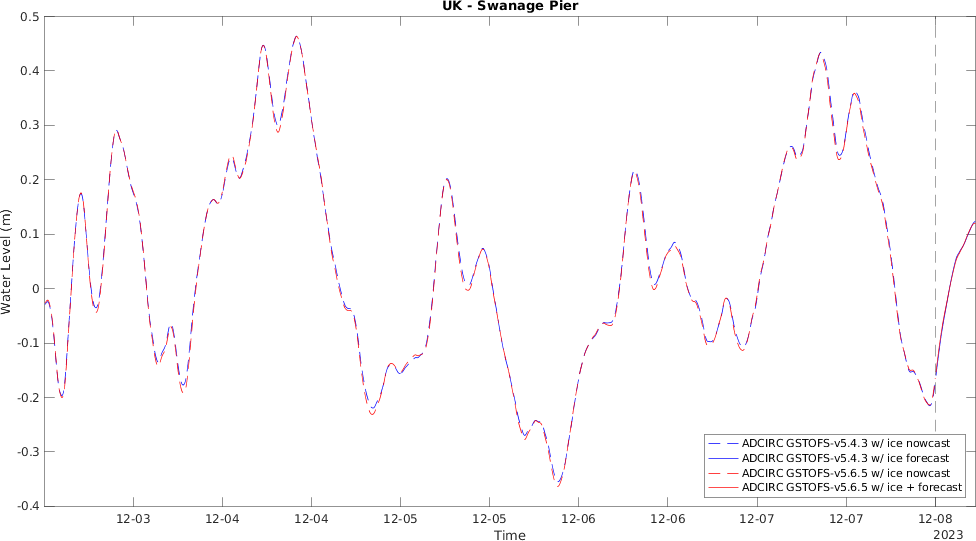 UK - Swanage Pier
0.5
0.4
0.3
0.2
0.1
0
-0.1
-0.2
-0.3
-0.4
Water Level (m)
ADCIRC GSTOFS-v5.4.3 w/ ice nowcast
ADCIRC GSTOFS-v5.4.3 w/ ice forecast
ADCIRC GSTOFS-v5.6.5 w/ ice nowcast
ADCIRC GSTOFS-v5.6.5 w/ ice + forecast
12-03 12-04 12-04 12-05 12-05 12-06 12-06 12-07 12-07 12-08
2023
Time